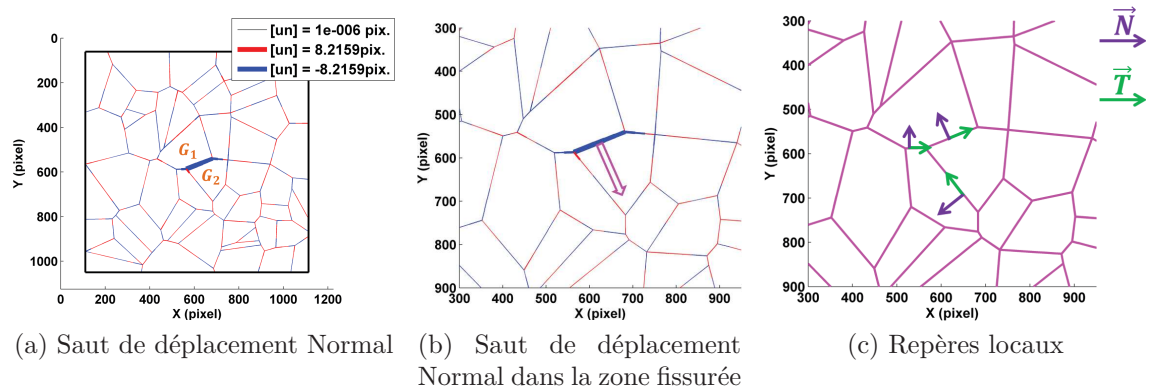 [un] = 1e-006 pix.
[un] = 8.2159pix.
[un] = -8.2159pix.
0
200
400
600
800
1000
Y (pixel)
G1
G2
0 200 400 600 800 1000 1200
X (pixel)
(a) Saut de déplacement Normal
300
400
500
600
700
800
900
Y (pixel)
300 400 500 600 700 800 900
X (pixel)
(b) Saut de déplacement
Normal dans la zone fissurée
300
400
500
600
700
800
900
Y (pixel)
300 400 500 600 700 800 900
X (pixel)
N
T
(c) Repères locaux